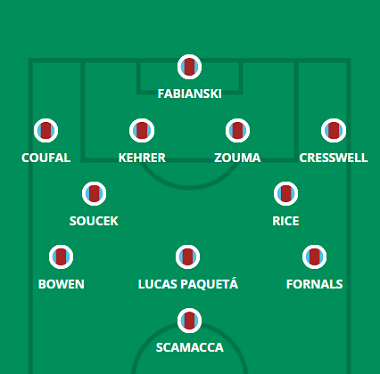 FABIANSKI
COUFAL KEHRER ZOUMA CRESSWELL
SOUCEK RICE
BOWEN LUCAS PAQUETÁ FORNALS
SCAMACCA